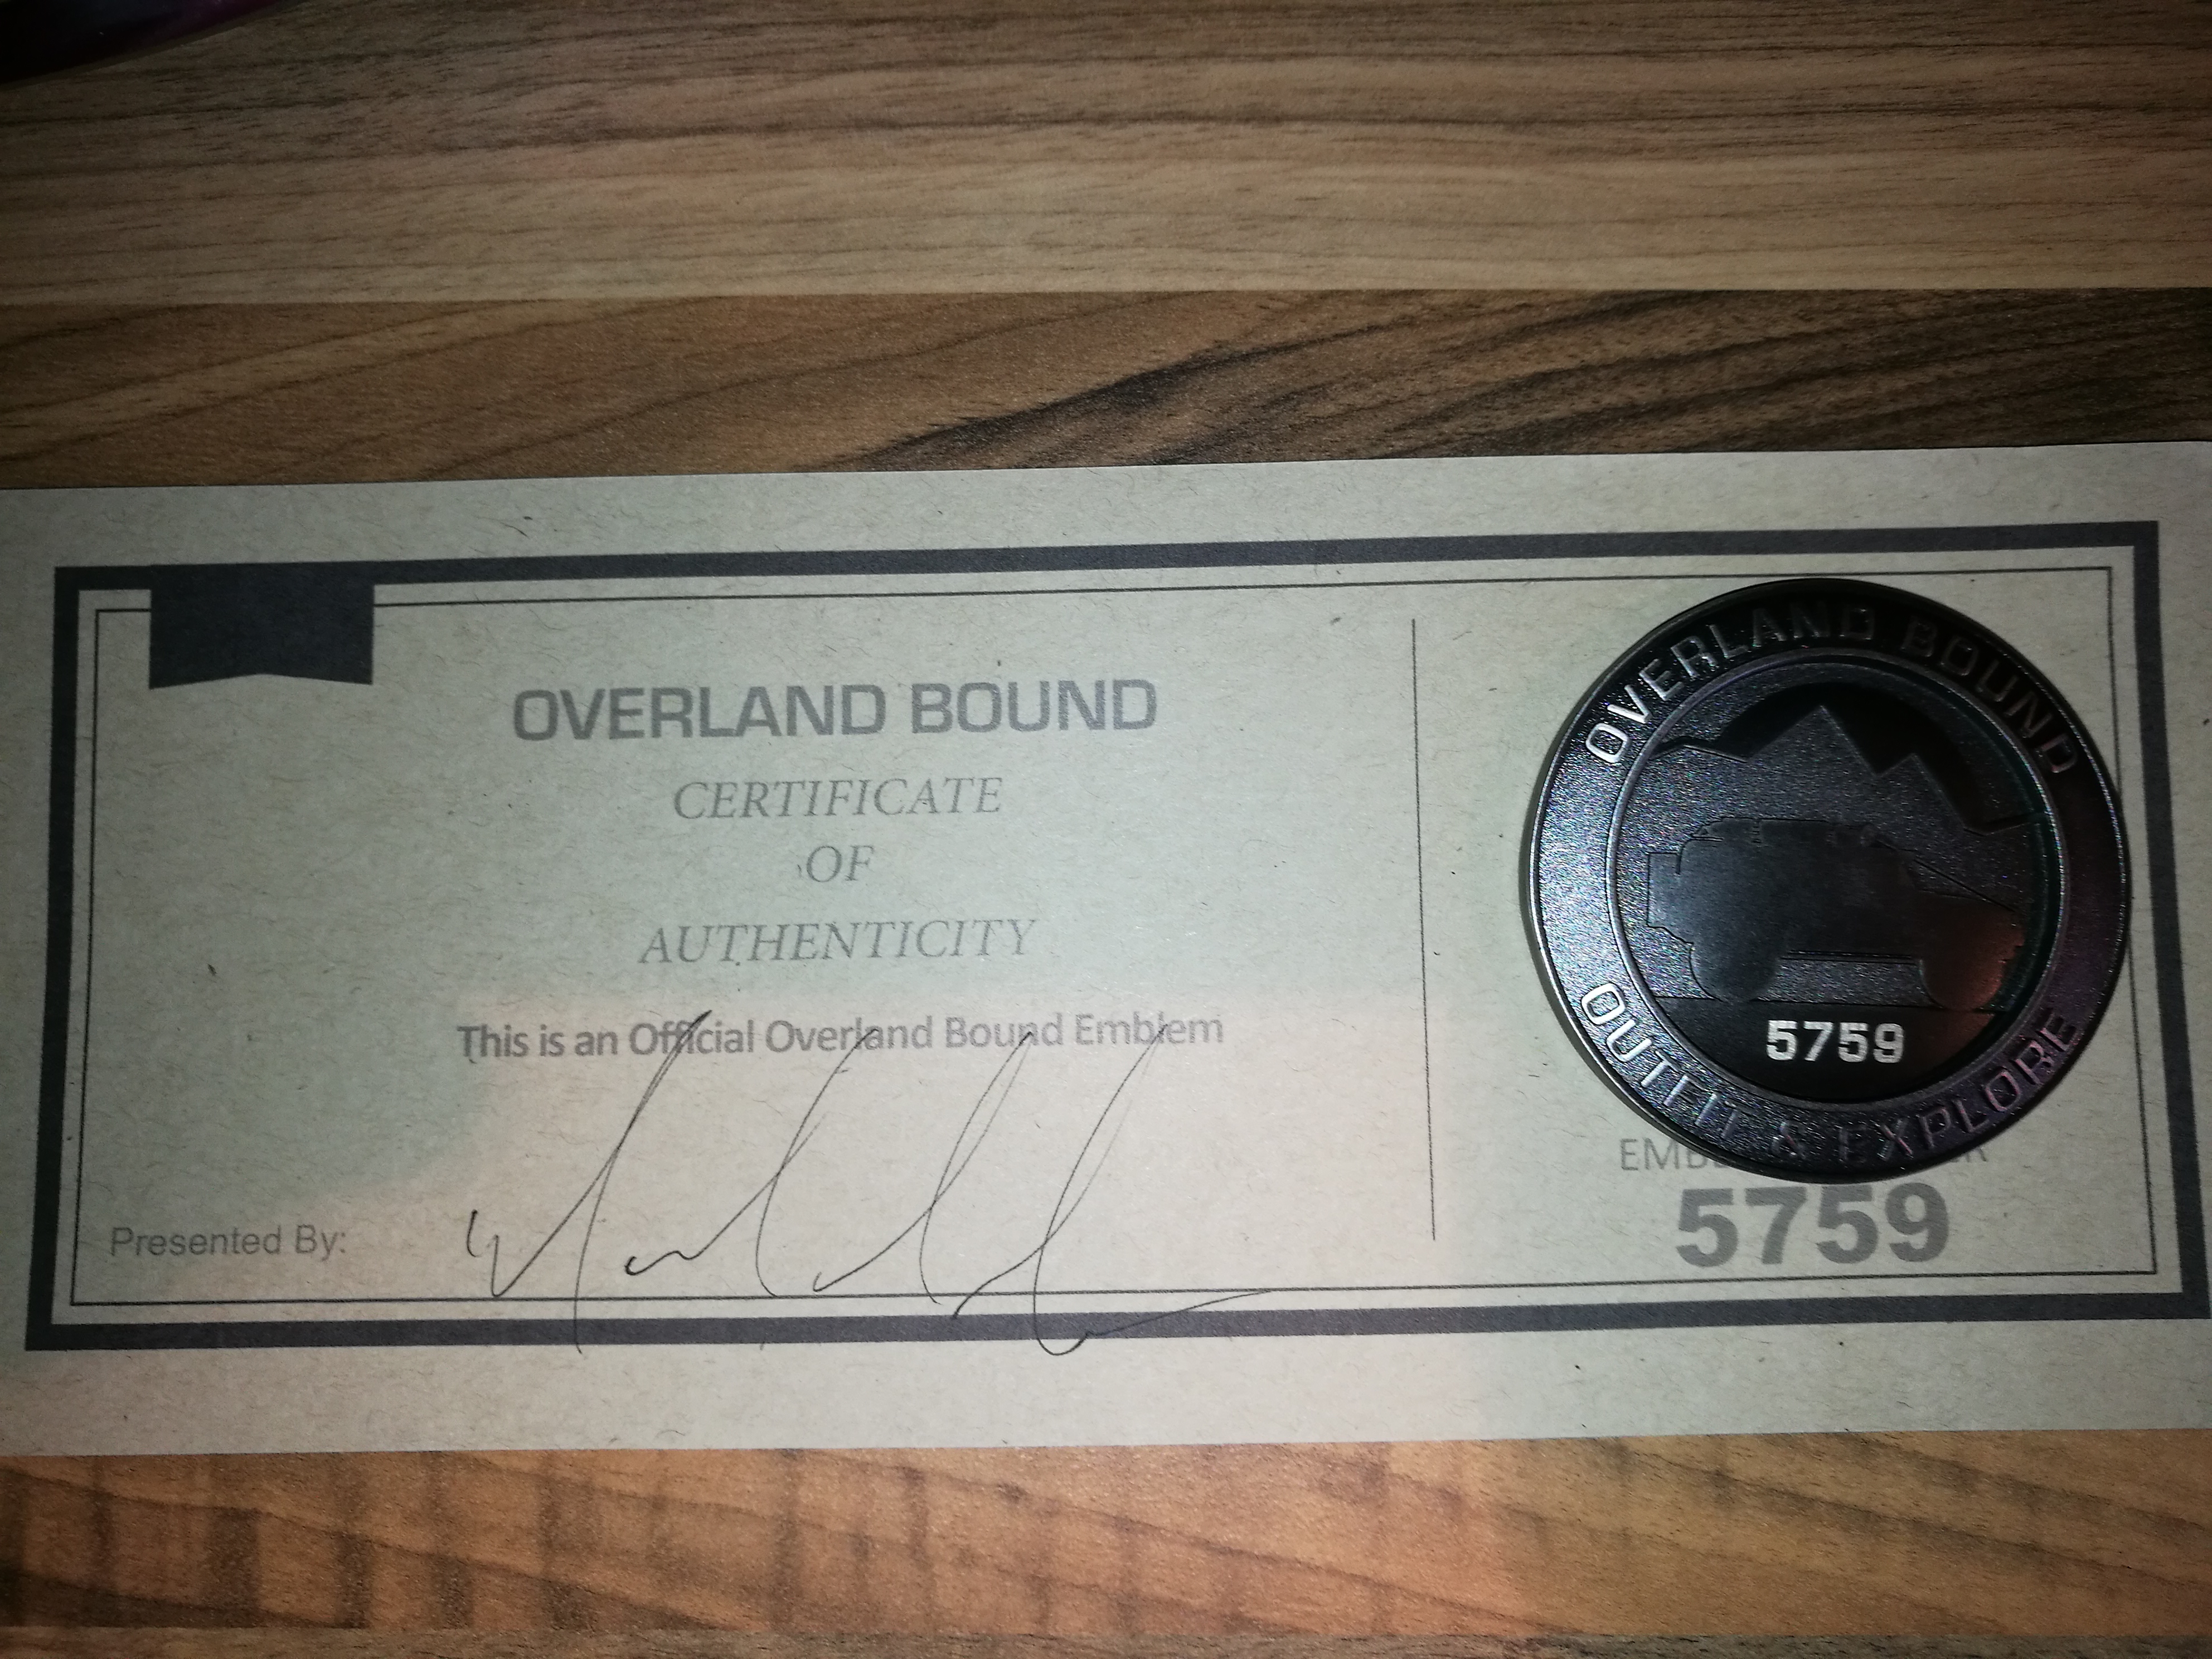 OVERLAND BOUND
CERTIFICATE
OF
AUTHENTICITY
This is an Official Overland Bound Emblem
Presented By:
OVERLAND BOUND
5759
OUTFIT & EXPLORE
5759